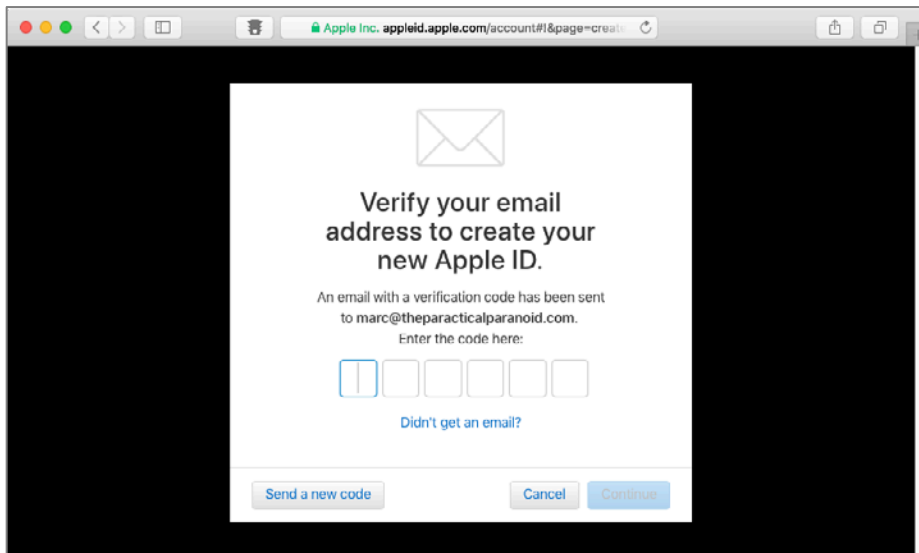 Apple Inc. appleid.apple.com/account#!&page=create
Verify your email
address to create your
new Apple ID.
An email with a verification code has been sent
to marc@theparacticalparanoid.com.
Enter the code here:
Didn't get an email?
Send a new code
Cancel
Continue